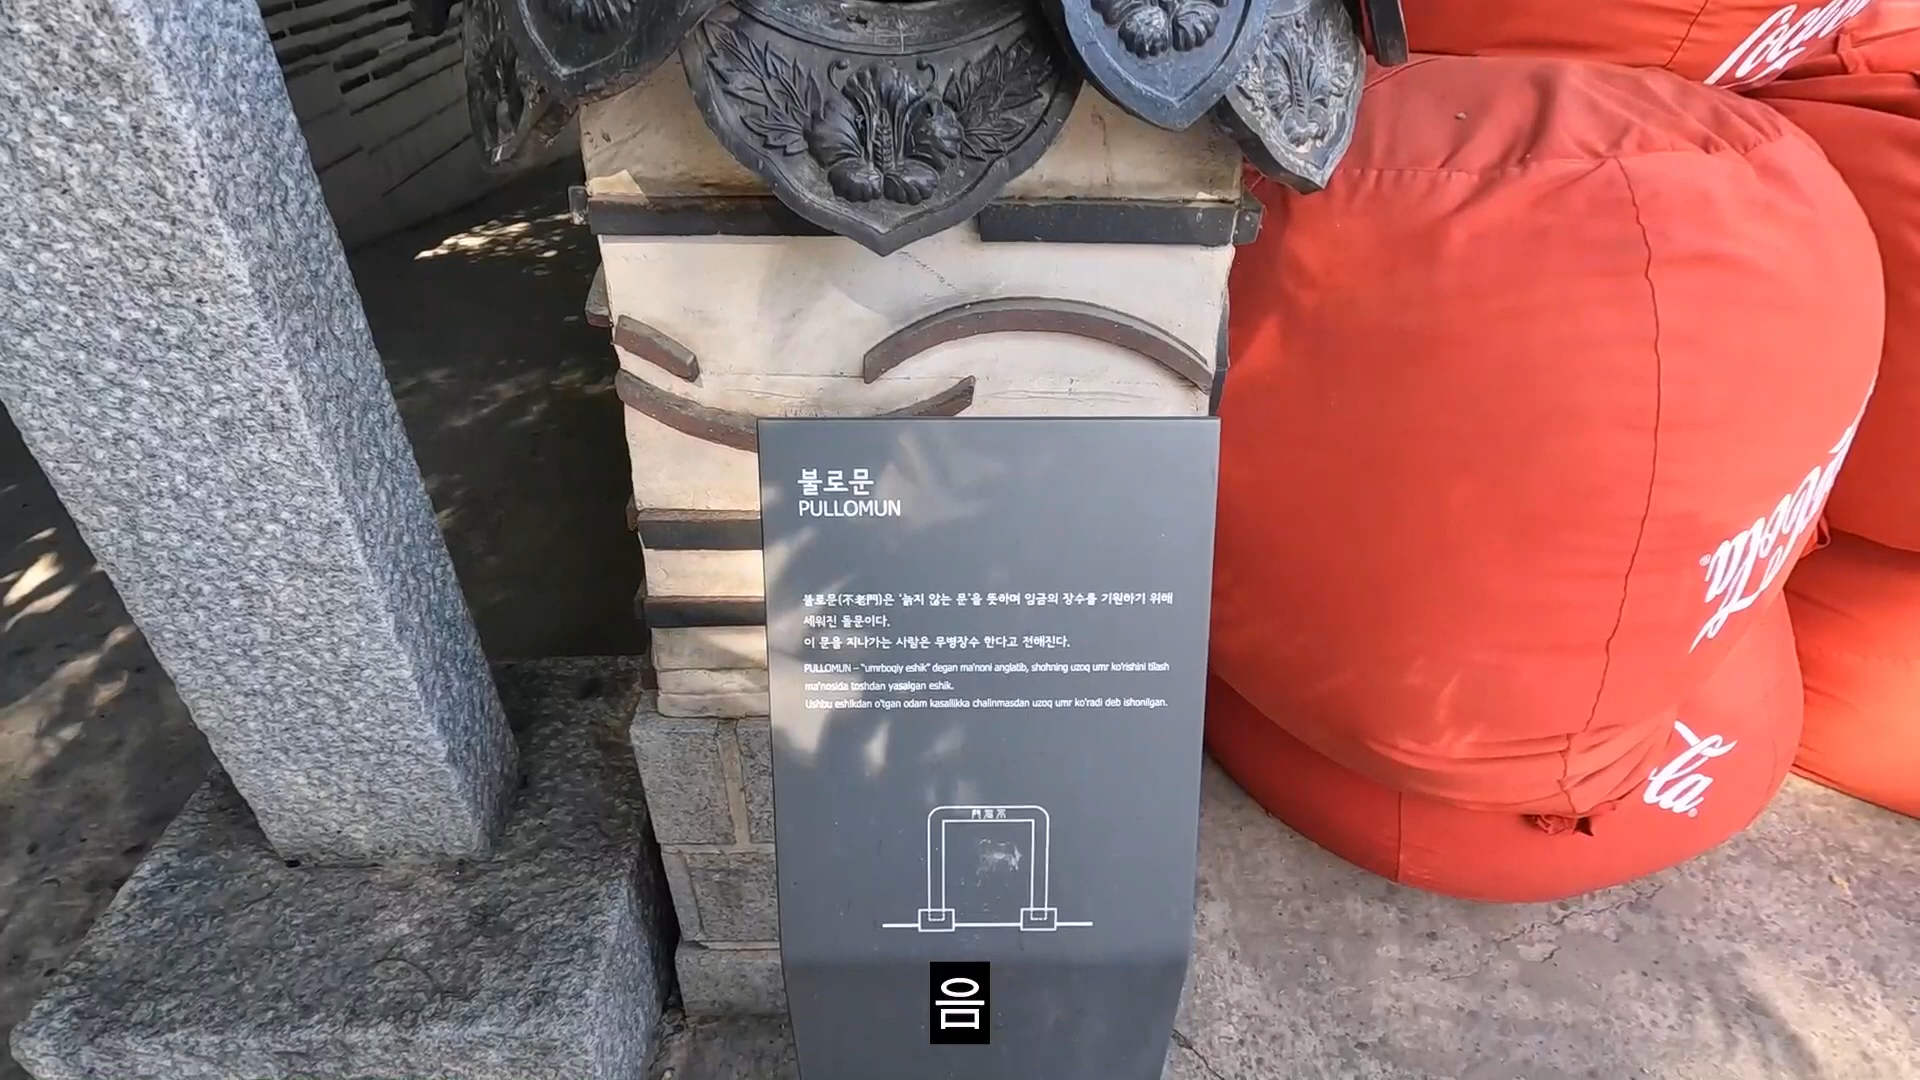 불로문
PULLOMUN
불로문(不老門)은 '늙지 않는 문'을 뜻하며 임금의 장수를 기원하기 위해
세워진 돌문이다.
이 문을 지나가는 사람은 무병장수 한다고 전해진다.
PULLOMUN – "umrboqiy eshik" degan ma'noni anglatib, shohning uzoq umr ko'rishini tilash
ma'nosida toshdan yasalgan eshik.
Ushbu eshikdan o'tgan odam kasallikka chalinmasdan uzoq umr ko'radi deb ishonilgan.
門老不
음